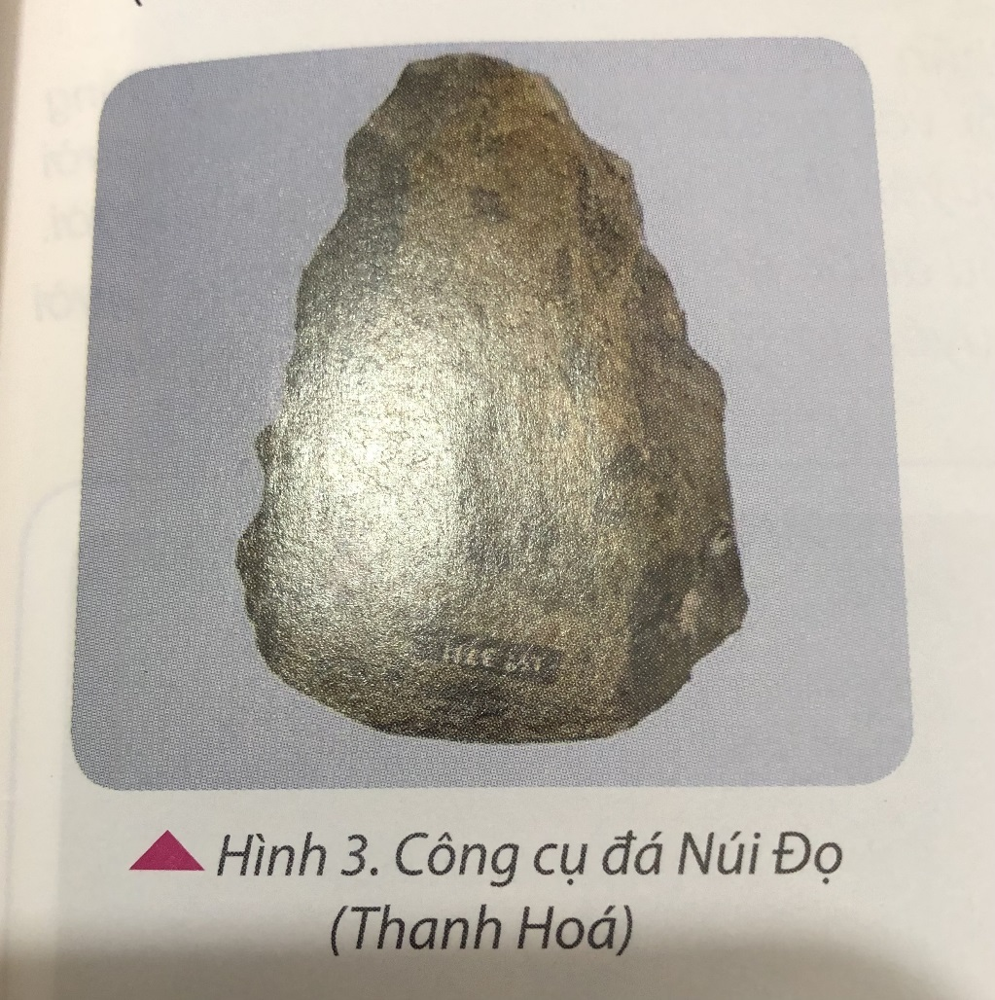 Hình 3. Công cụ đá Núi Đọ
(Thanh Hoá)